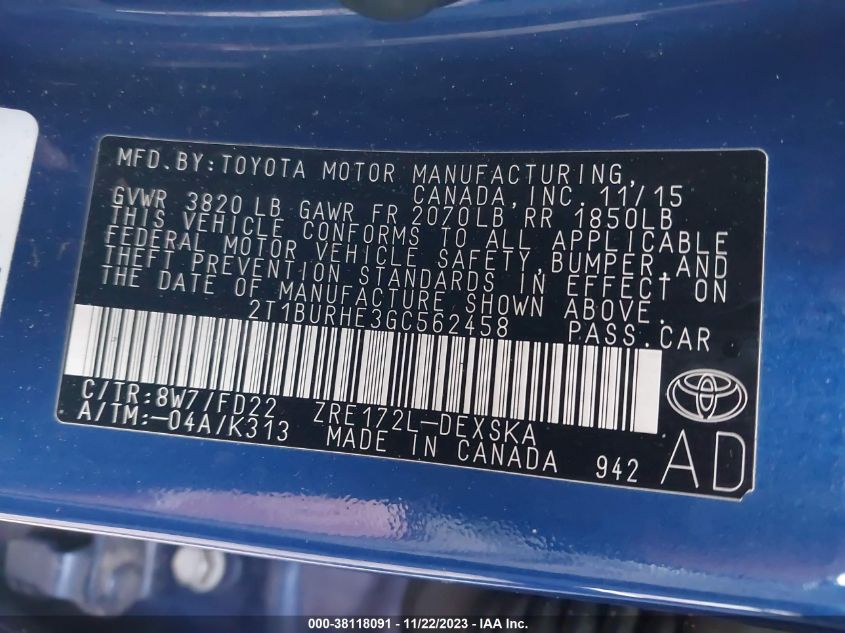 MFD.BY:TOYOTA MOTOR MANUFACTURING,
CANADA,INC. 11/15
GVWR 3820 LB GAWR FR 2070LB RR 1850LB
THIS VEHICLE CONFORMS TO ALL APPLICABLE
FEDERAL MOTOR VEHICLE SAFETY,BUMPER,AND
THEFT PREVENTION STANDARDS IN EFFECT ON
THE DATE OF MANUFACTURE SHOWN ABOVE.
2T1BURHE3GC562458 PASS.CAR
C/TR:8W7/FD22 ZRE172L-DEXSKA
A/TM:-04A/K313 MADE IN CANADA 942 AD
000-38118091 - 11/22/2023 - IAA Inc.